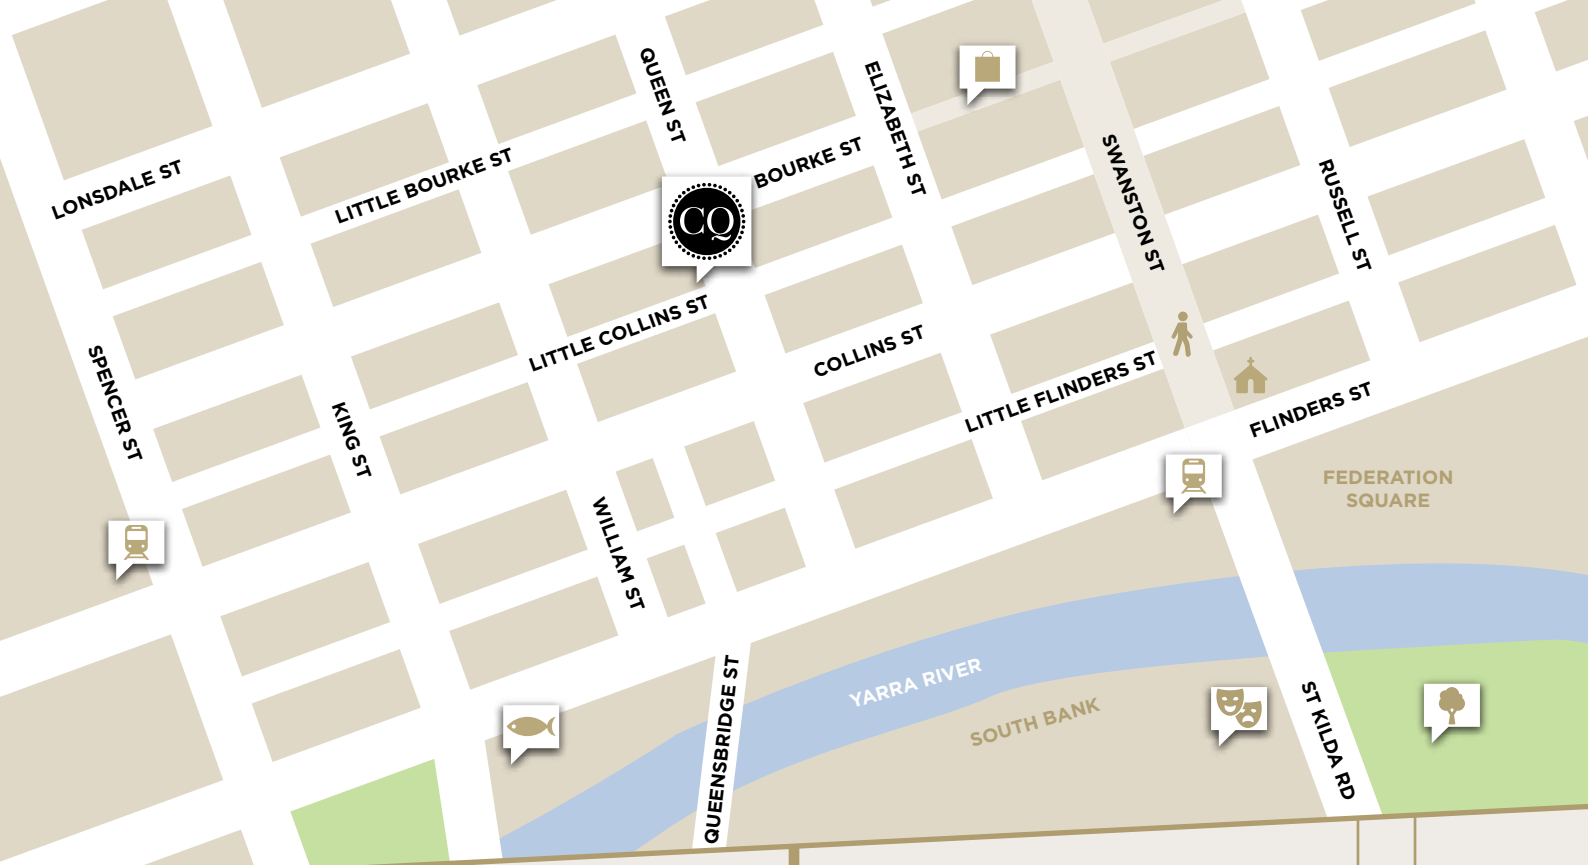 QUEEN ST
ELIZABETH ST
LONSDALE ST
LITTLE BOURKE ST
BOURKE ST
SWANSTON ST
RUSSELL ST
CQ
SPENCER ST
KING ST
LITTLE COLLINS ST
COLLINS ST
LITTLE FLINDERS ST
FLINDERS ST
WILLIAM ST
FEDERATION
SQUARE
QUEENSBRIDGE ST
YARRA RIVER
SOUTH BANK
ST KILDA RD